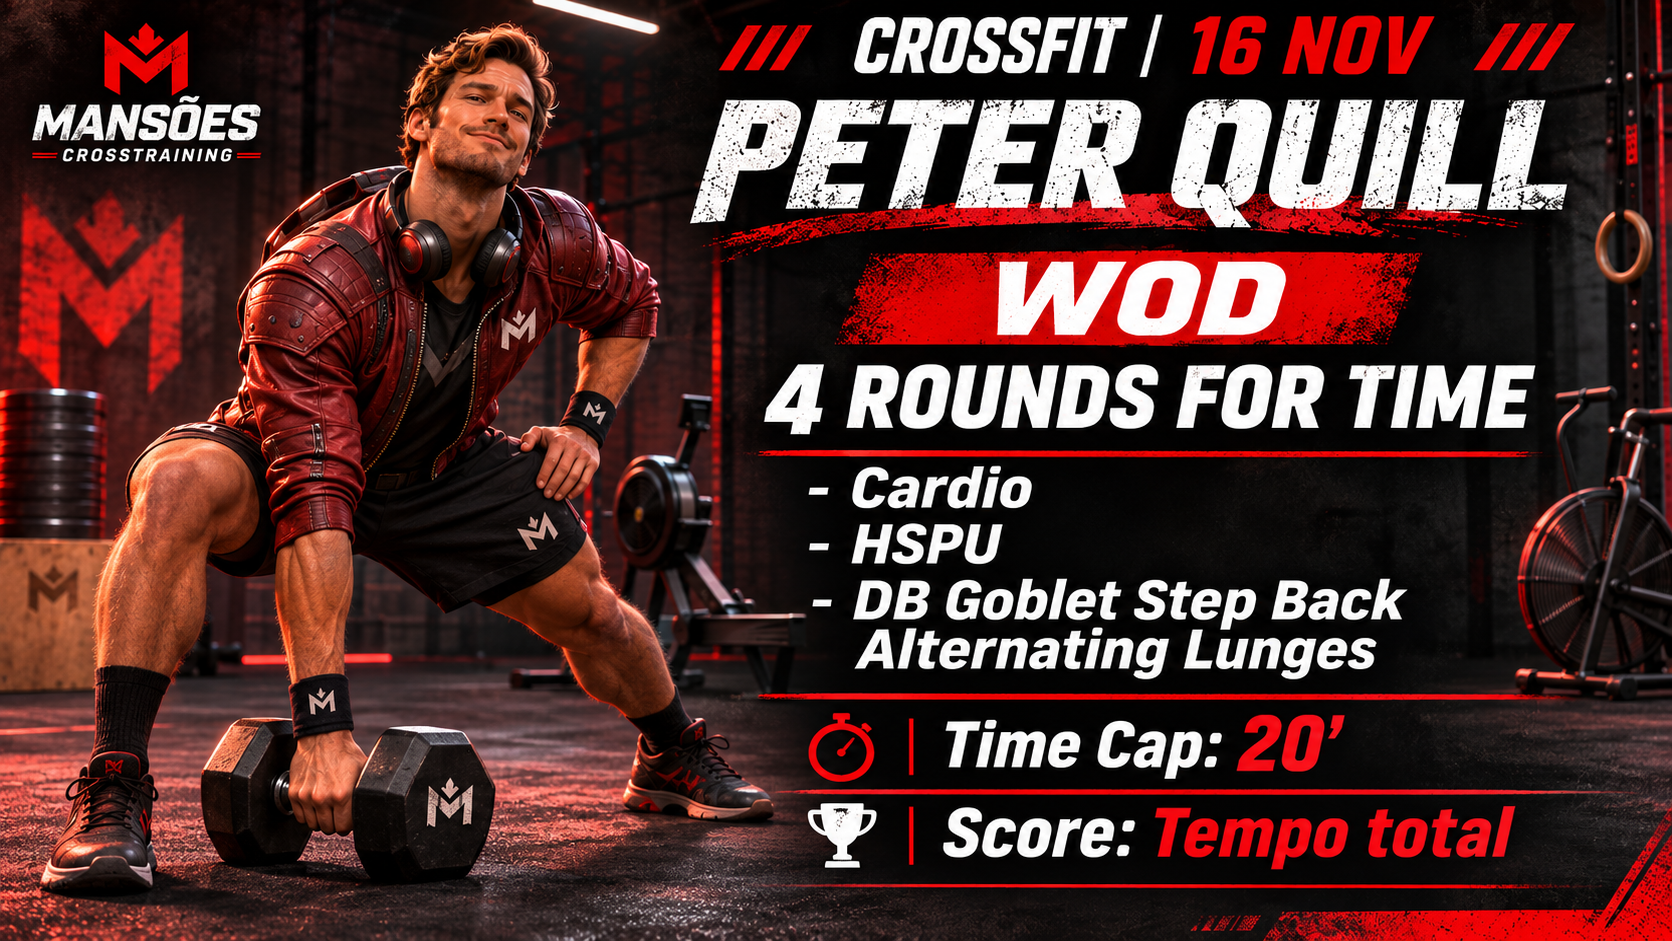 MANSÕES
CROSSTRAINING
CROSSFIT | 16 NOV
PETER QUILL
WOD
4 ROUNDS FOR TIME
- Cardio
- HSPU
- DB Goblet Step Back
Alternating Lunges
Time Cap: 20’
Score: Tempo total